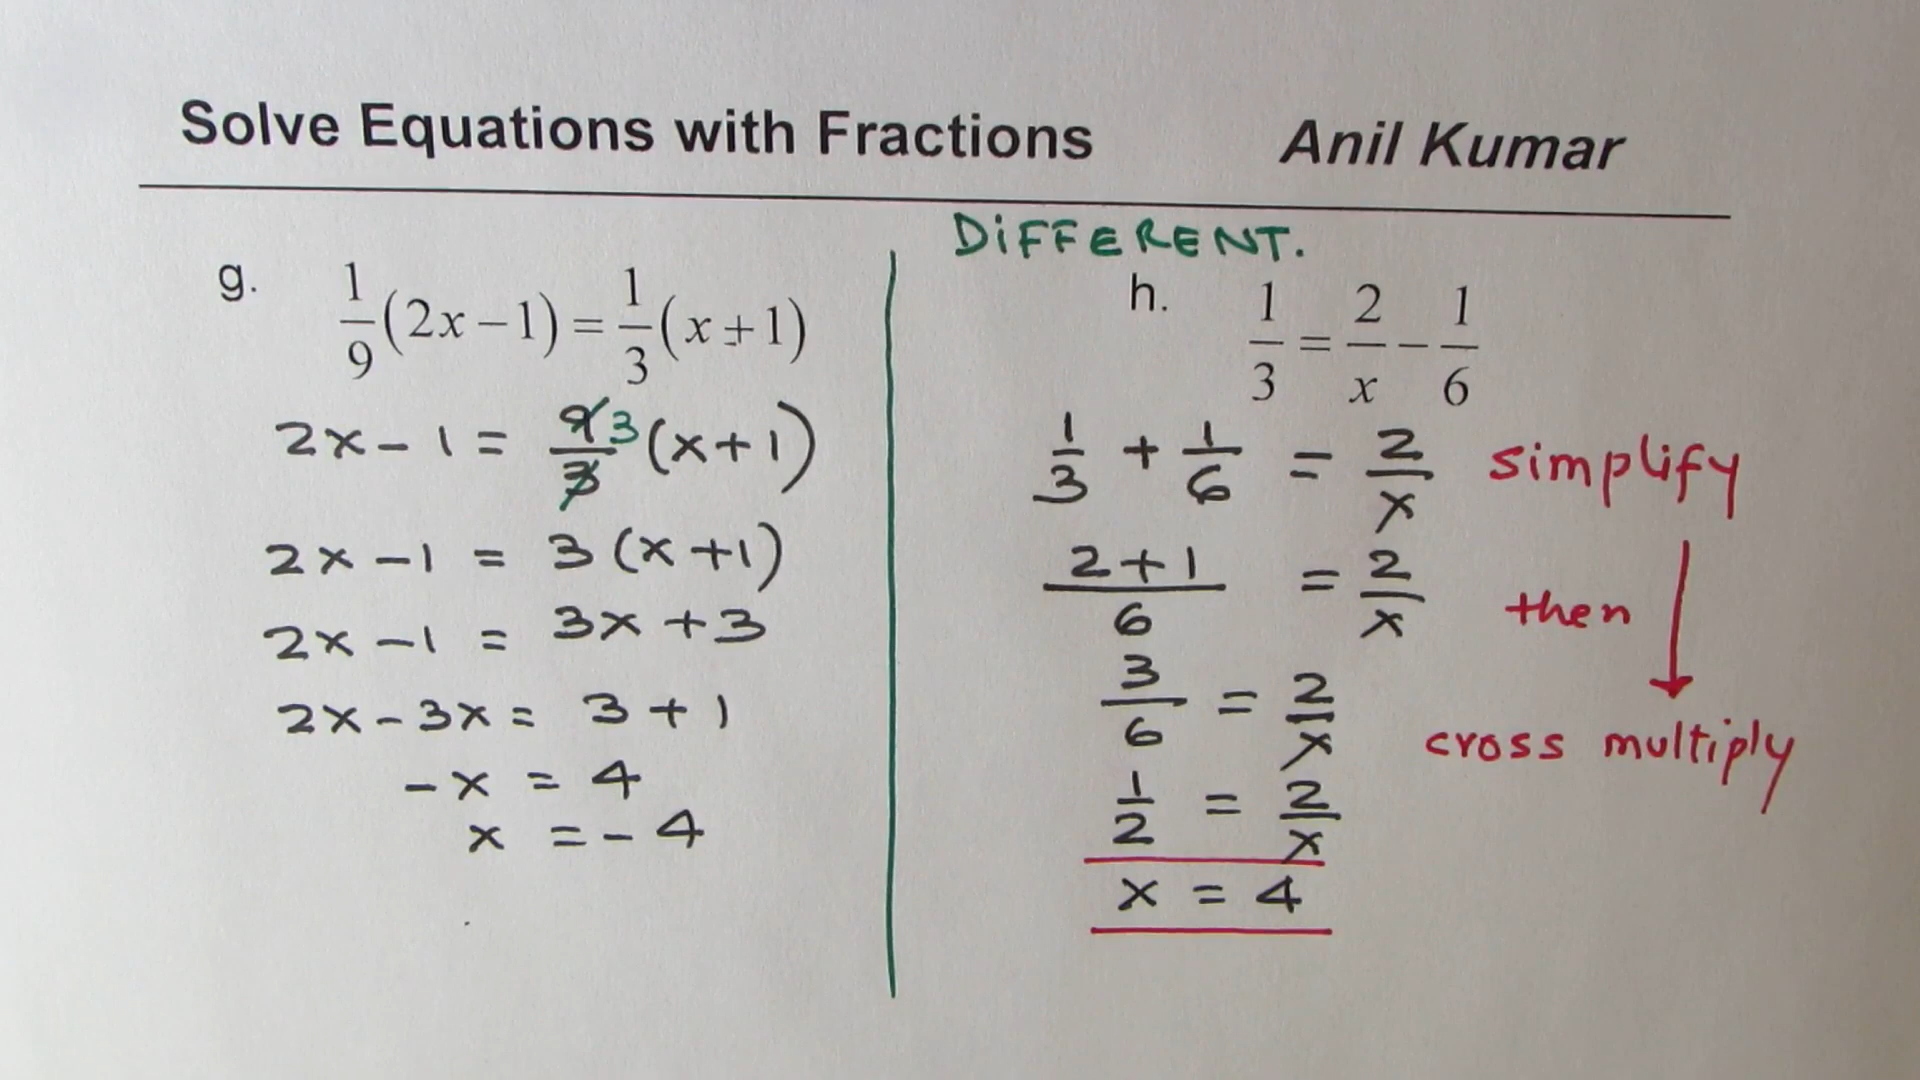 Solve Equations with Fractions Anil Kumar
g. 1/9(2x−1)=1/3(x+1)
2x−1 = 9/3 3(x+1)
2x−1 = 3(x+1)
2x−1 = 3x+3
2x−3x = 3+1
−x = 4
x = −4
DiFFERENT.
h. 1/3=2/x−1/6
1/3 + 1/6 = 2/x simplify
2+1/6 = 2/x then
3/6 = 2/x cross multiply
1/2 = 2/x
x = 4